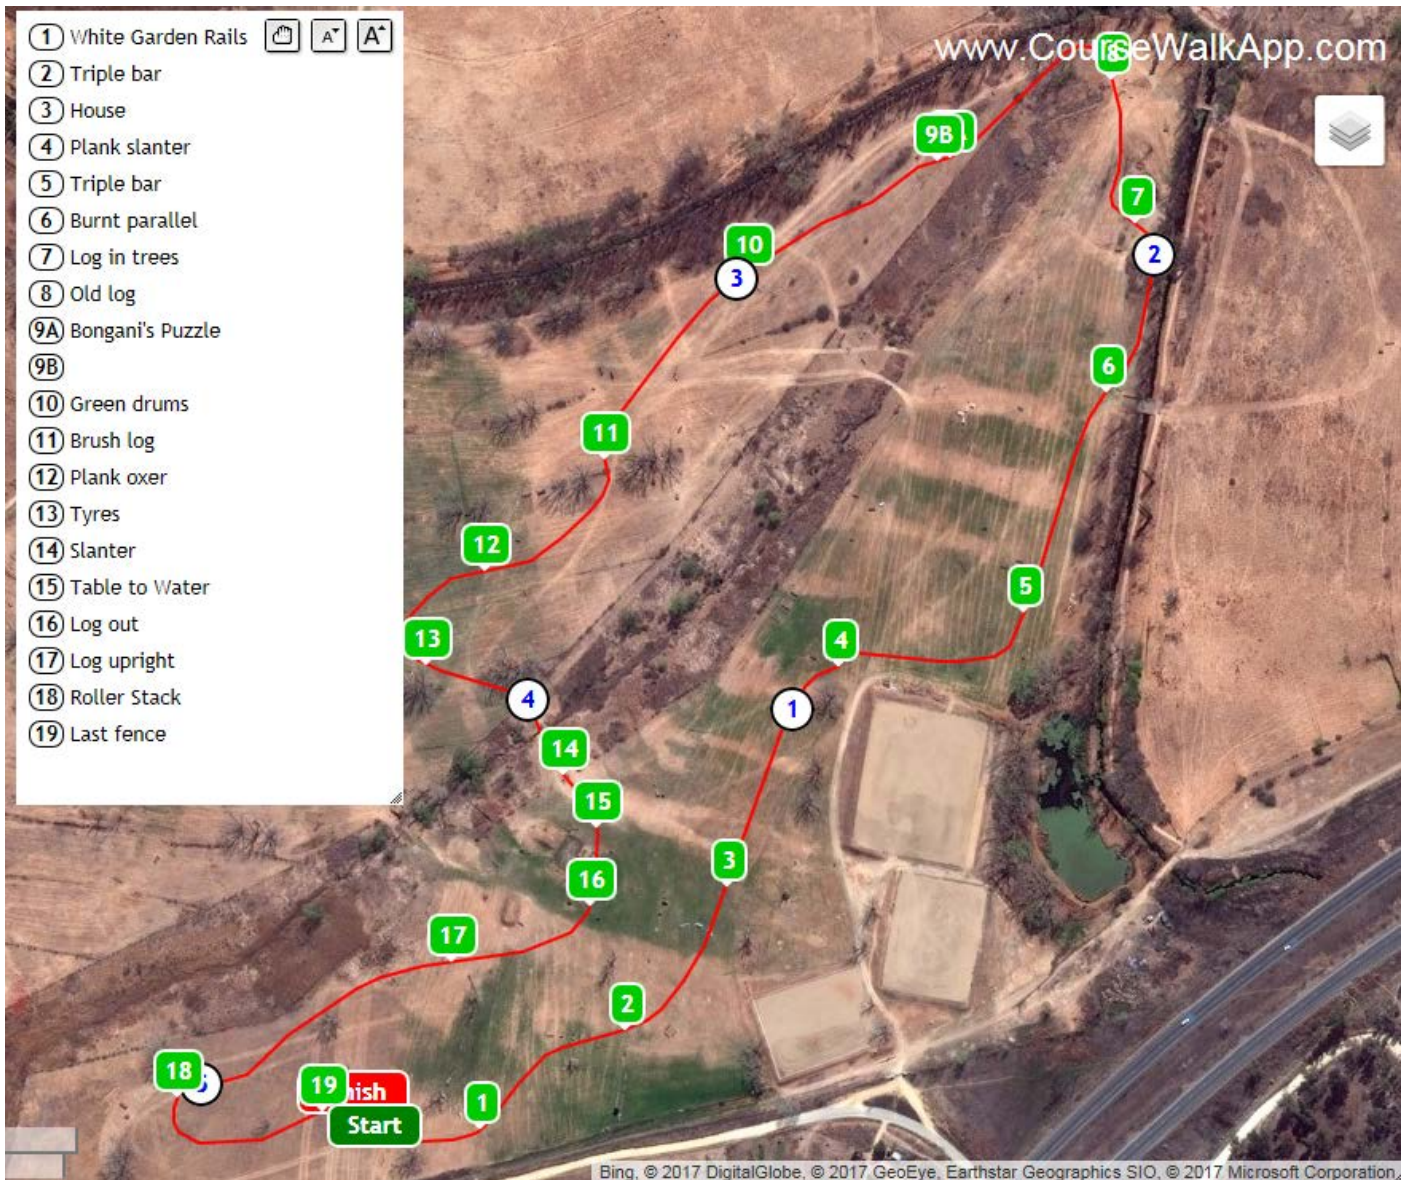 1 White Garden Rails A▾ A▴
2 Triple bar
3 House
4 Plank slanter
5 Triple bar
6 Burnt parallel
7 Log in trees
8 Old log
9A Bongani's Puzzle
9B
10 Green drums
11 Brush log
12 Plank oxer
13 Tyres
14 Slanter
15 Table to Water
16 Log out
17 Log upright
18 Roller Stack
19 Last fence
www.CourseWalkApp.com
8
9B
7
10
2
3
6
11
12
5
13
4
4
1
14
15
3
16
17
2
18
19
nish
1
Start
Bing, © 2017 DigitalGlobe, © 2017 GeoEye, Earthstar Geographics SIO, © 2017 Microsoft Corporation,